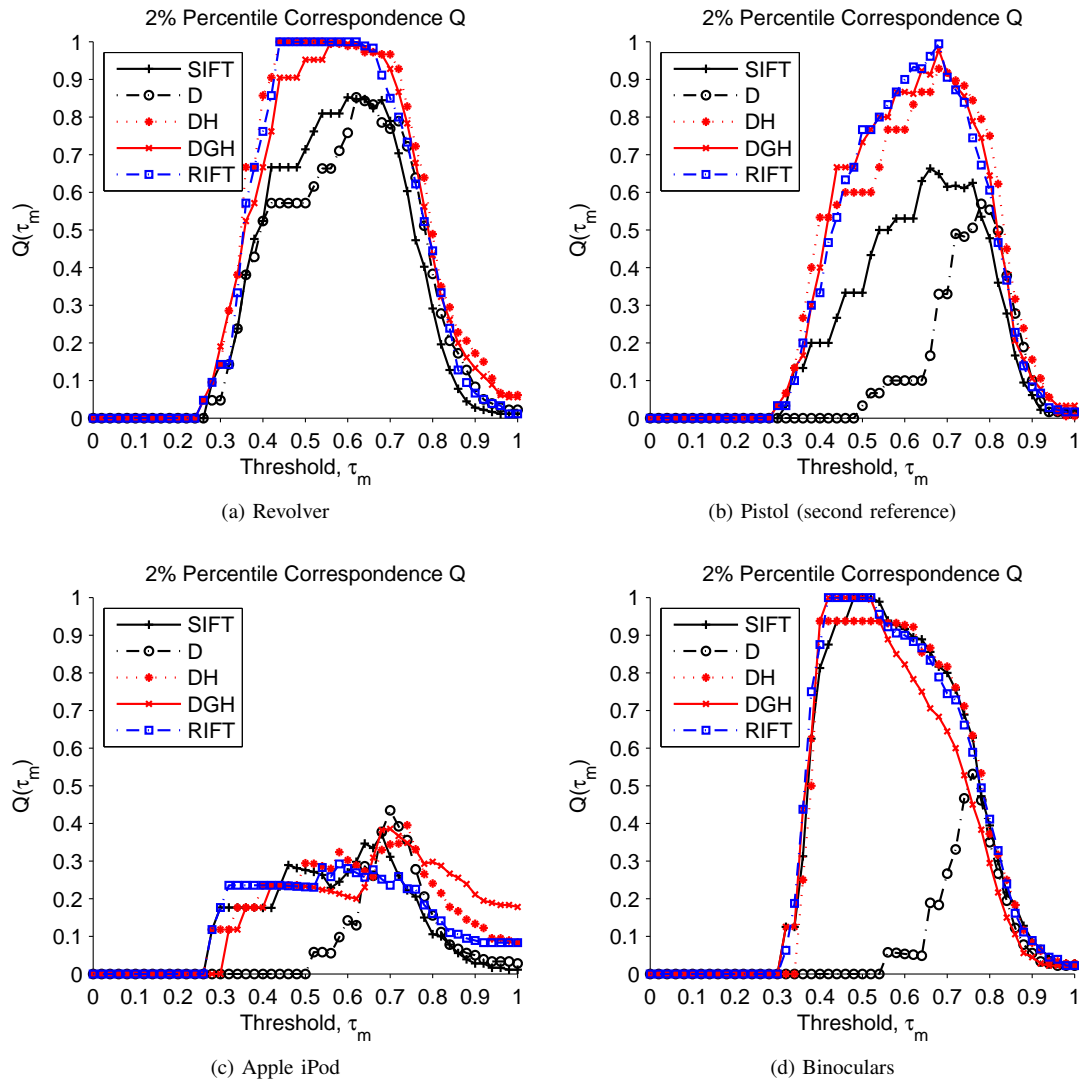 2% Percentile Correspondence Q
1
0.9
0.8
0.7
0.6
0.5
0.4
0.3
0.2
0.1
0
Q(τm)
SIFT
D
DH
DGH
RIFT
0 0.1 0.2 0.3 0.4 0.5 0.6 0.7 0.8 0.9 1
Threshold, τm
(a) Revolver
2% Percentile Correspondence Q
1
0.9
0.8
0.7
0.6
0.5
0.4
0.3
0.2
0.1
0
Q(τm)
SIFT
D
DH
DGH
RIFT
0 0.1 0.2 0.3 0.4 0.5 0.6 0.7 0.8 0.9 1
Threshold, τm
(b) Pistol (second reference)
2% Percentile Correspondence Q
1
0.9
0.8
0.7
0.6
0.5
0.4
0.3
0.2
0.1
0
Q(τm)
SIFT
D
DH
DGH
RIFT
0 0.1 0.2 0.3 0.4 0.5 0.6 0.7 0.8 0.9 1
Threshold, τm
(c) Apple iPod
2% Percentile Correspondence Q
1
0.9
0.8
0.7
0.6
0.5
0.4
0.3
0.2
0.1
0
Q(τm)
SIFT
D
DH
DGH
RIFT
0 0.1 0.2 0.3 0.4 0.5 0.6 0.7 0.8 0.9 1
Threshold, τm
(d) Binoculars